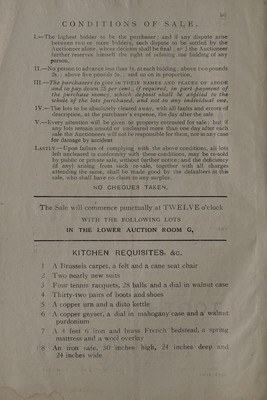 CONDITIONS OF SALE.
I.—The highest bidder to be the purchaser; and if any dispute arise
between two or more bidders, such dispute to be settled by the
Auctioneer alone, whose decision shall be final; the Auctioneer
further reserves himself the right of refusing the bidding of any
person.
II.—No person to advance less than 1s. at each bidding; above two pounds
2s.; above five pounds 5s.; and so on in proportion.
III.—The purchasers to give in THEIR NAMES AND PLACES OF ABODE
and to pay down 25 per cent., if required, in part payment of
the purchase money, which deposit shall be applied to the
whole of the lots purchased, and not to any individual one.
IV.—The lots to be absolutely cleared away, with all faults and errors of
description, at the purchaser's expense, the day after the sale
V.—Every attention will be given to property entrusted for sale; but if
any lots remain unsold or uncleared more than one day after each
sale the Auctioneers will not be responsible for them, nor in any case
for damage by accident
LASTLY.—Upon failure of complying with the above conditions, all lots
left uncleared in conformity with these conditions, may be re-sold
by public or private sale, without further notice; and the deficiency
(if any) arising from such re-sale, together with all charges
attending the same, shall be made good by the defaulters in this
sale, who shall have no claim to any surplus.
NO CHEQUES TAKEN.
The Sale will commence punctually at TWELVE o'clock
WITH THE FOLLOWING LOTS
IN THE LOWER AUCTION ROOM G,
KITCHEN REQUISITES, &c.
1 A Brussels carpet, a felt and a cane seat chair
2 Two nearly new
3 Four tennis racquets, 28 balls and a dial in walnut case
4 Thirty-two pairs of boots and shoes
5 A copper urn and a ditto kettle
6 A copper geyser, a dial in mahogany case and a walnut
purdonium
7 A 4 feet 6 iron and brass French bedstead, a spring
mattress and a wool overlay
8 An iron safe, 30 inches high, 24 inches deep and
24 inches wide